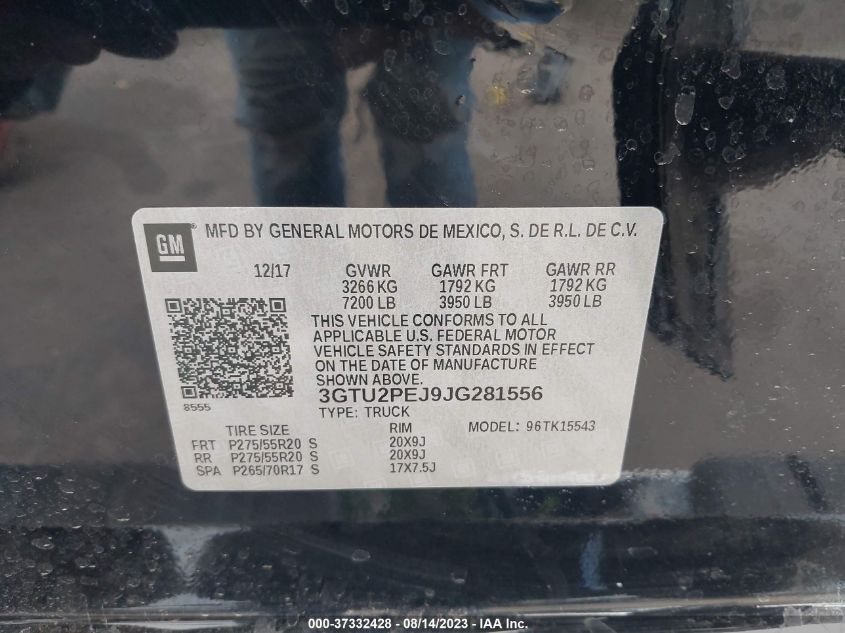 GM ® MFD BY GENERAL MOTORS DE MEXICO, S. DE R.L. DE C.V.
12/17 GVWR GAWR FRT GAWR RR
3266 KG 1792 KG 1792 KG
7200 LB 3950 LB 3950 LB
THIS VEHICLE CONFORMS TO ALL
APPLICABLE U.S. FEDERAL MOTOR
VEHICLE SAFETY STANDARDS IN EFFECT
ON THE DATE OF MANUFACTURE
SHOWN ABOVE.
8555 3GTU2PEJ9JG281556
TYPE: TRUCK MODEL: 96TK15543
TIRE SIZE RIM
FRT P275/55R20 S 20X9J
RR P275/55R20 S 20X9J
SPA P265/70R17 S 17X7.5J
000-37332428 - 08/14/2023 - IAA Inc.